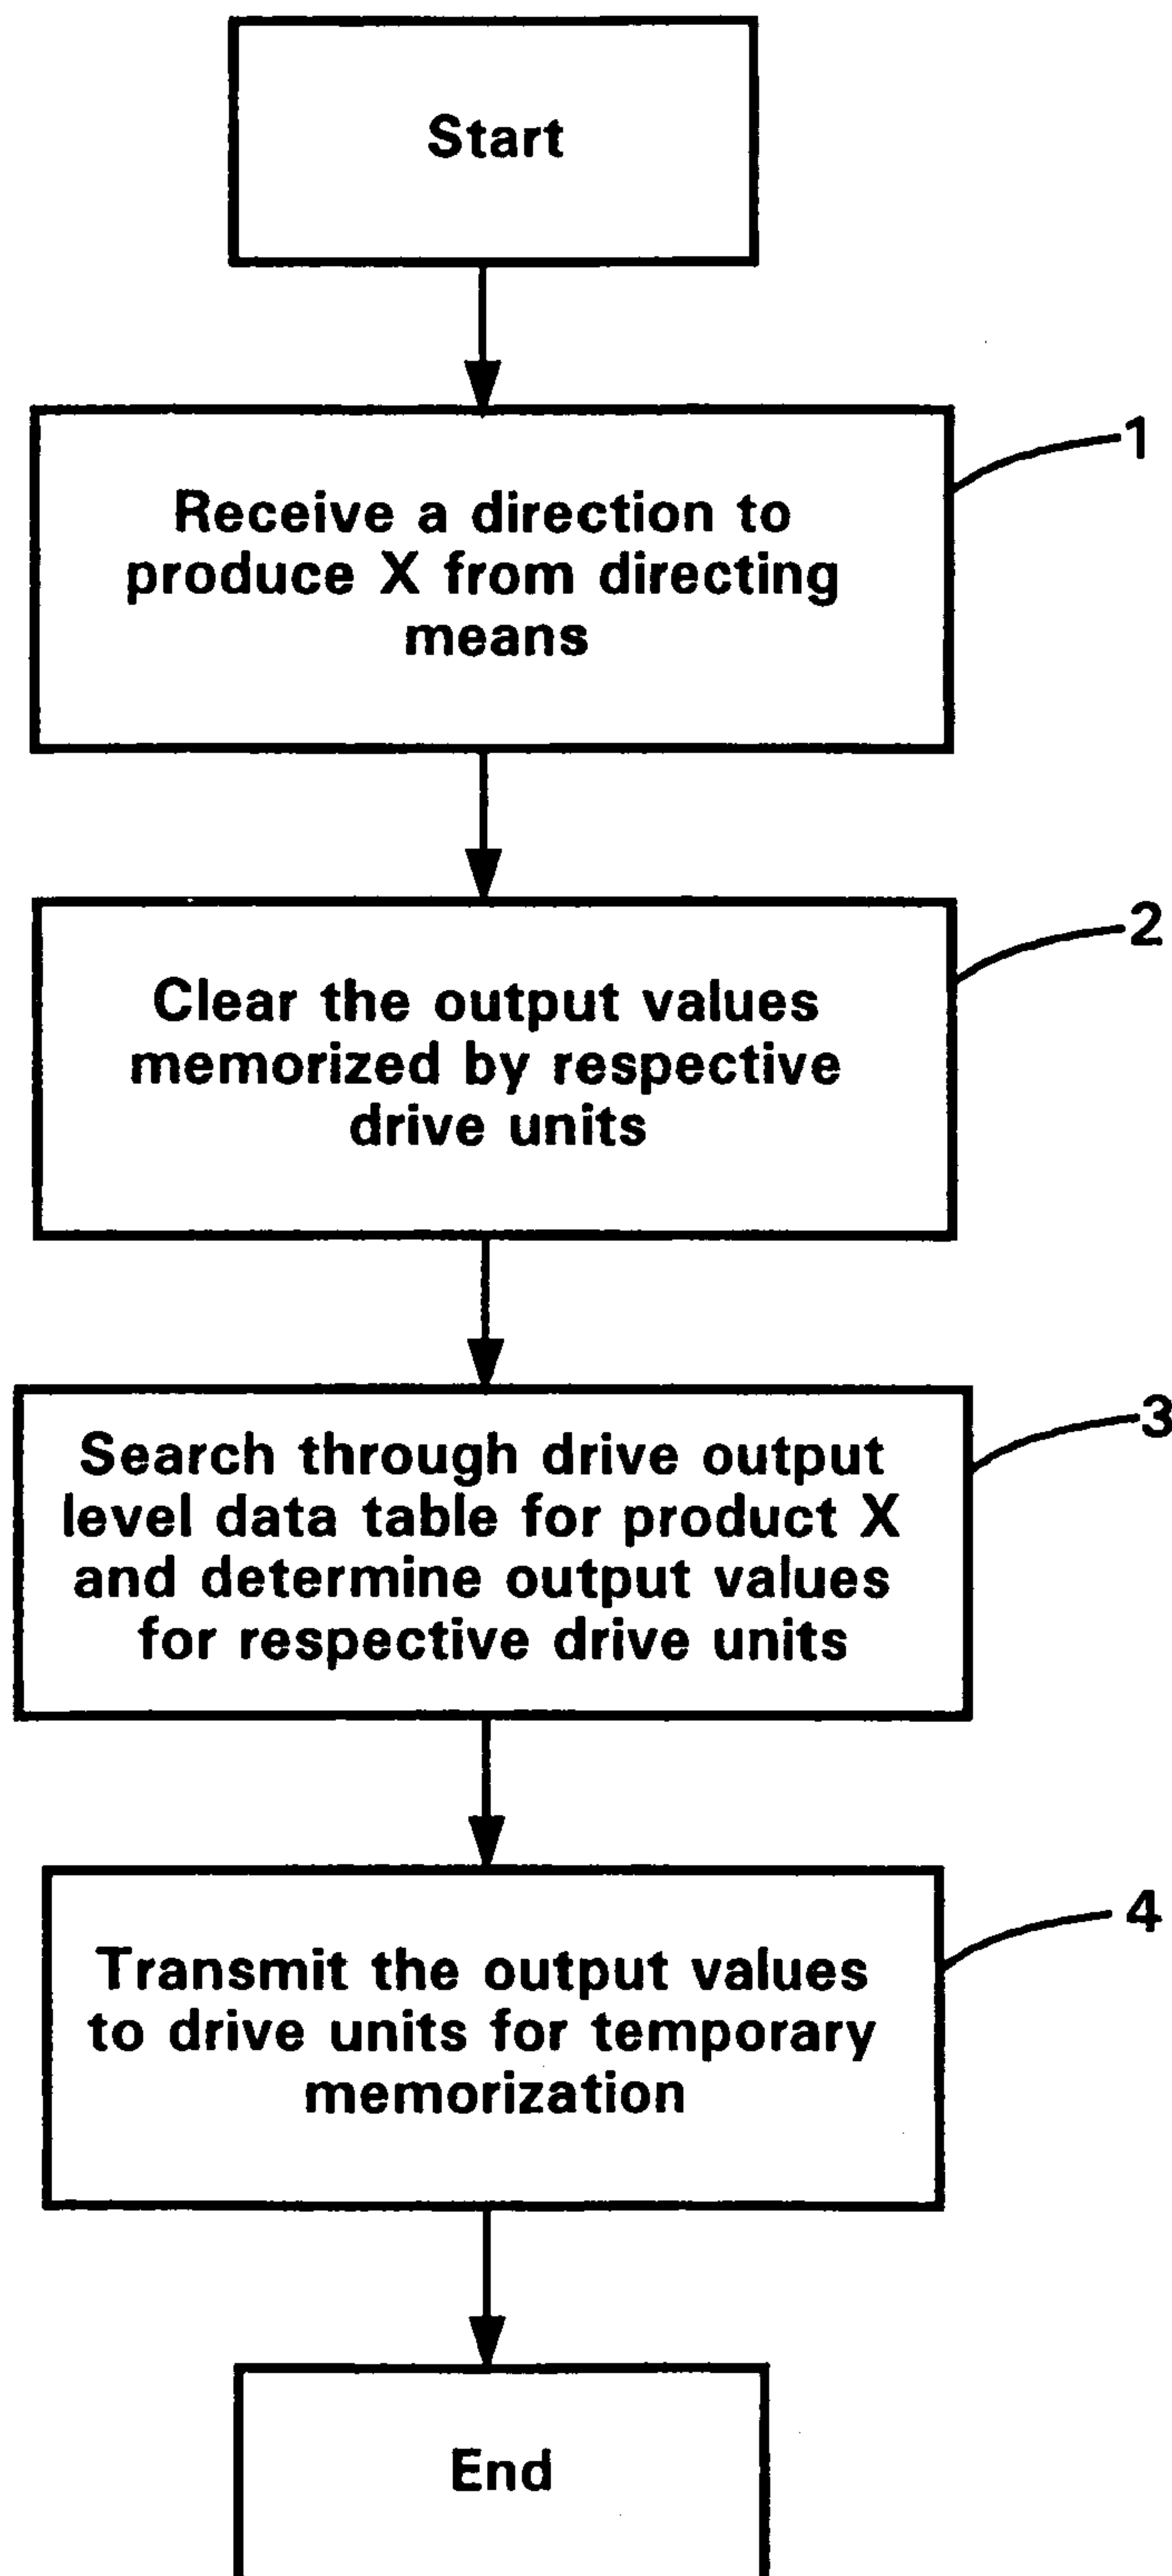 Start
1
Receive a direction to
produce X from directing
means
2
Clear the output values
memorized by respective
drive units
3
Search through drive output
level data table for product X
and determine output values
for respective drive units
4
Transmit the output values
to drive units for temporary
memorization
End